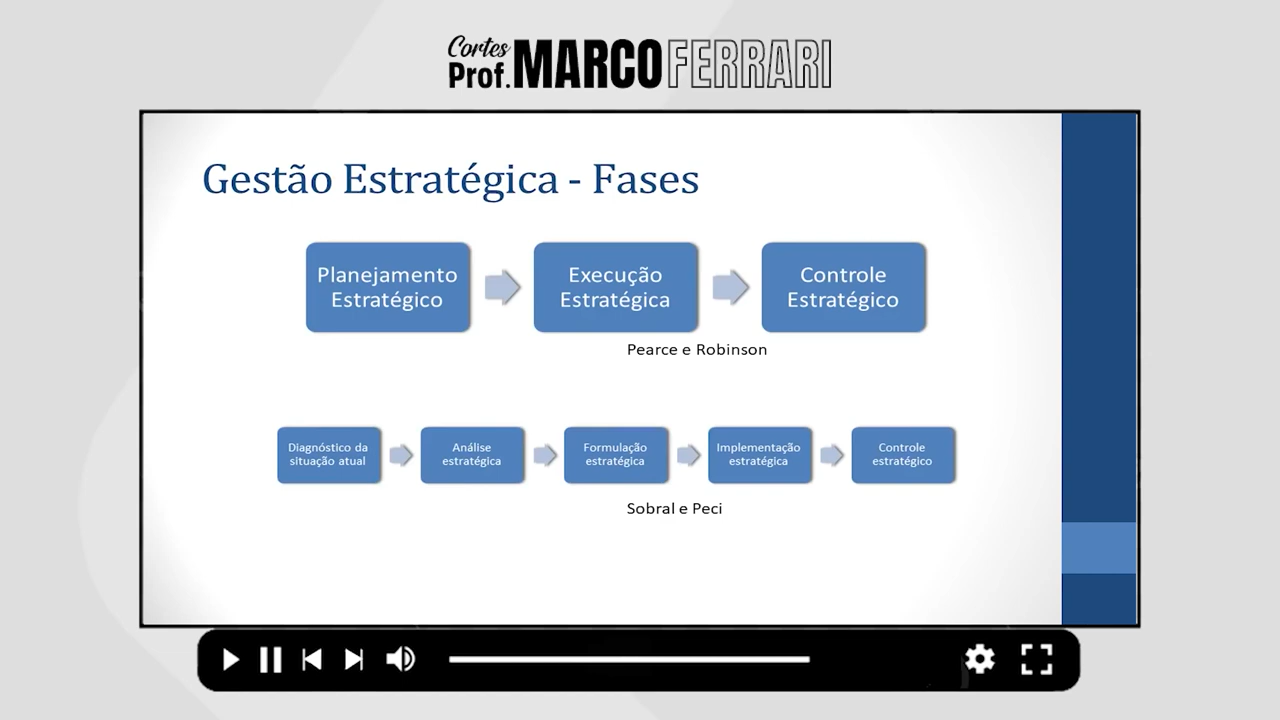 Cortes
Prof. MARCO FERRARI
Gestão Estratégica - Fases
Planejamento
Estratégico
Execução
Estratégica
Controle
Estratégico
Pearce e Robinson
Diagnóstico da
situação atual
Análise
estratégica
Formulação
estratégica
Implementação
estratégica
Controle
estratégico
Sobral e Peci